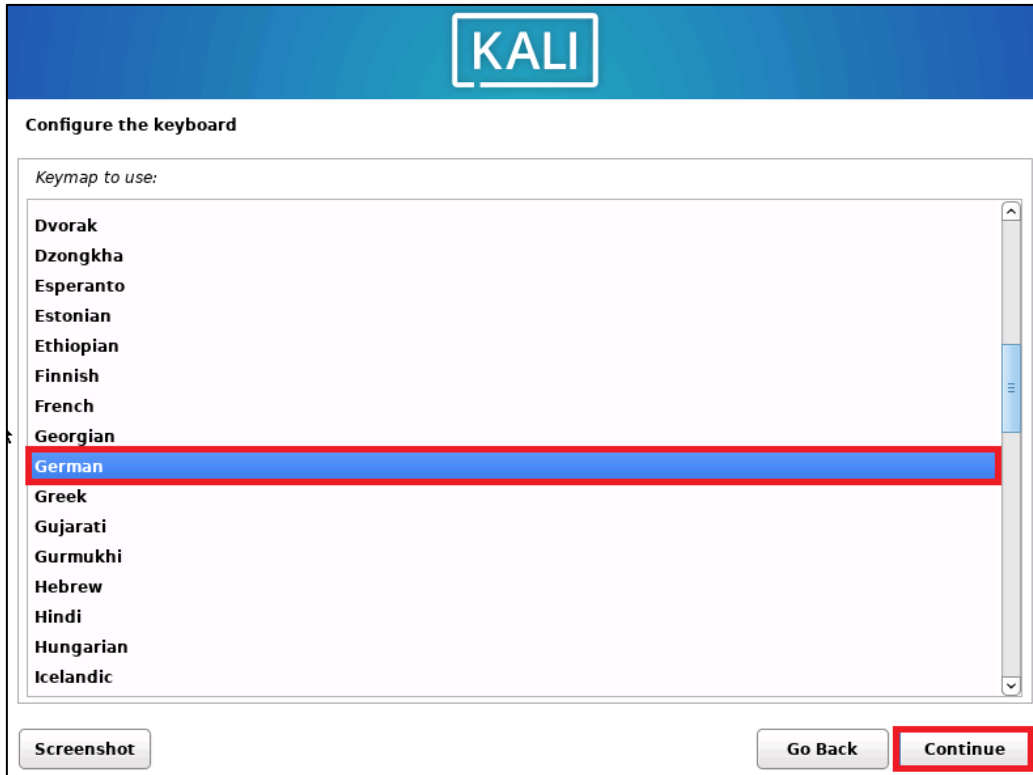 KALI
Configure the keyboard
Keymap to use:
Dvorak
Dzongkha
Esperanto
Estonian
Ethiopian
Finnish
French
Georgian
German
Greek
Gujarati
Gurmukhi
Hebrew
Hindi
Hungarian
Icelandic
Screenshot Go Back Continue